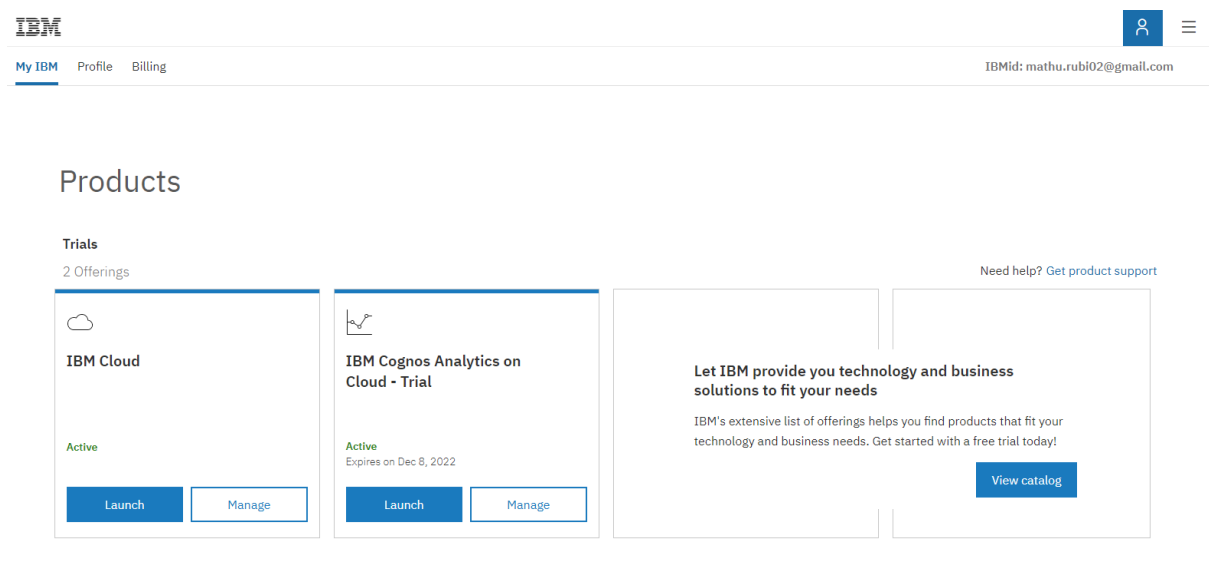 IBM
My IBM Profile Billing
IBMid: mathu.rubi02@gmail.com
Products
Trials
2 Offerings
Need help? Get product support
IBM Cloud
Active
Launch
Manage
IBM Cognos Analytics on
Cloud - Trial
Active
Expires on Dec 8, 2022
Launch
Manage
Let IBM provide you technology and business
solutions to fit your needs
IBM's extensive list of offerings helps you find products that fit your
technology and business needs. Get started with a free trial today!
View catalog